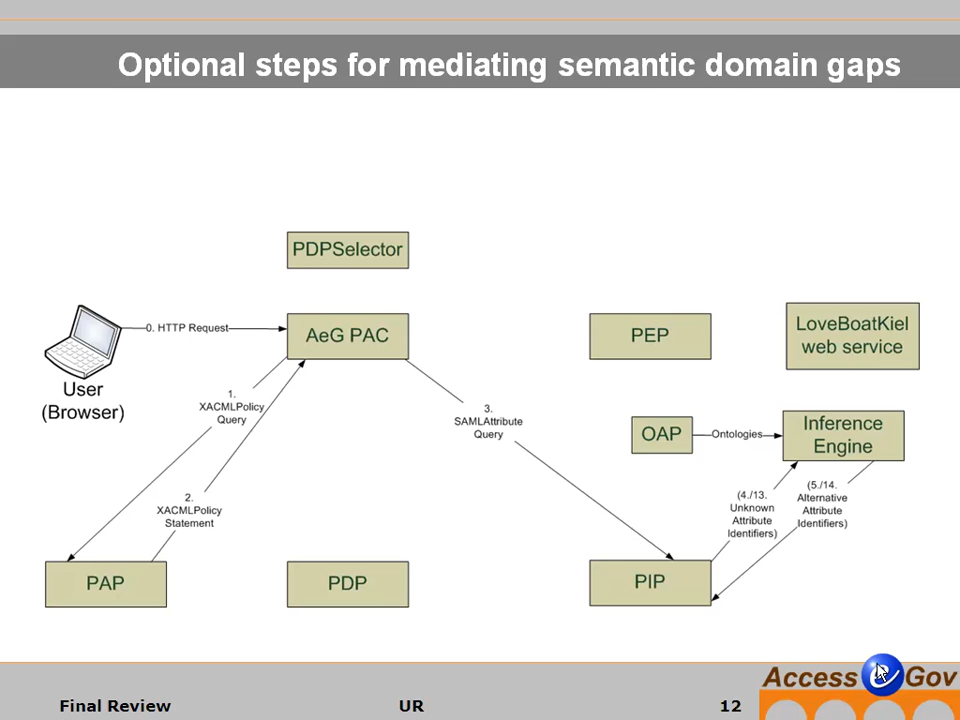 Optional steps for mediating semantic domain gaps
PDPSelector
0. HTTP Request
AeG PAC
PEP
LoveBoatKiel
web service
User
(Browser)
1.
XACMLPolicy
Query
3.
SAMLAttribute
Query
OAP
Ontologies
Inference
Engine
2.
XACMLPolicy
Statement
(4./13.
Unknown
Attribute
Identifiers)
(5./14.
Alternative
Attribute
Identifiers)
PAP
PDP
PIP
Access e Gov
Final Review
UR
12